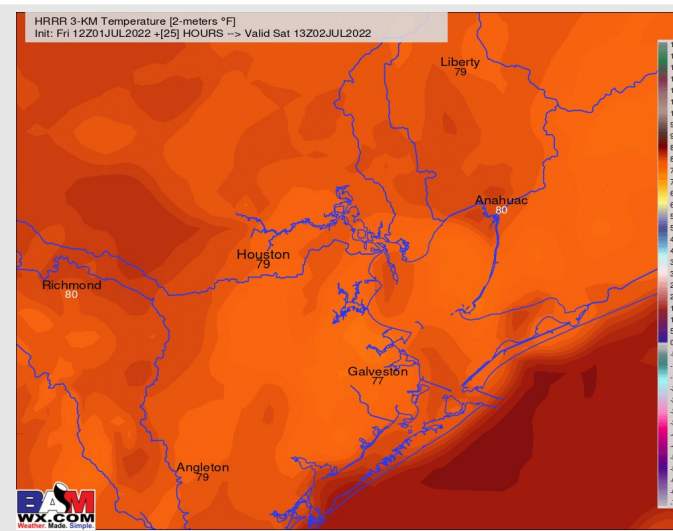 HRRR 3-KM Temperature [2-meters °F]
Init: Fri 12Z01JUL2022 +[25] HOURS --> Valid Sat 13Z02JUL2022
Liberty
79
Anahuac
80
Houston
79
Richmond
80
Galveston
77
Angleton
79
BAM
WX.COM
Weather. Made. Simple.